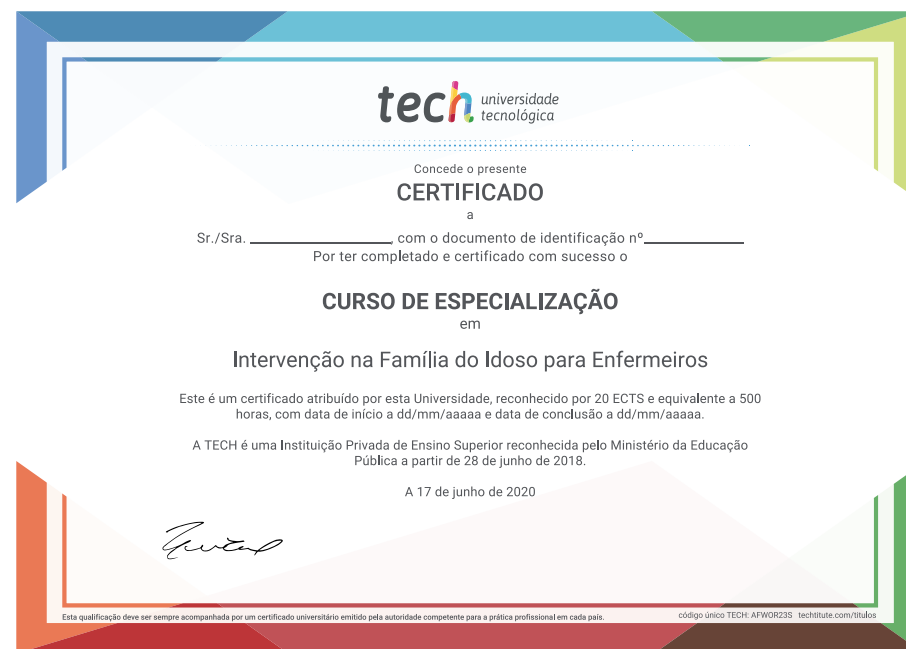 tech universidade
tecnológica
Concede o presente
CERTIFICADO
a
Sr./Sra. ____________________, com o documento de identificação nº______________
Por ter completado e certificado com sucesso o
CURSO DE ESPECIALIZAÇÃO
em
Intervenção na Família do Idoso para Enfermeiros
Este é um certificado atribuído por esta Universidade, reconhecido por 20 ECTS e equivalente a 500
horas, com data de início a dd/mm/aaaaa e data de conclusão a dd/mm/aaaaa.
A TECH é uma Instituição Privada de Ensino Superior reconhecida pelo Ministério da Educação
Pública a partir de 28 de junho de 2018.
A 17 de junho de 2020
Esta qualificação deve ser sempre acompanhada por um certificado universitário emitido pela autoridade competente para a prática profissional em cada país.
código único TECH: AFWOR23S techtitute.com/titulos